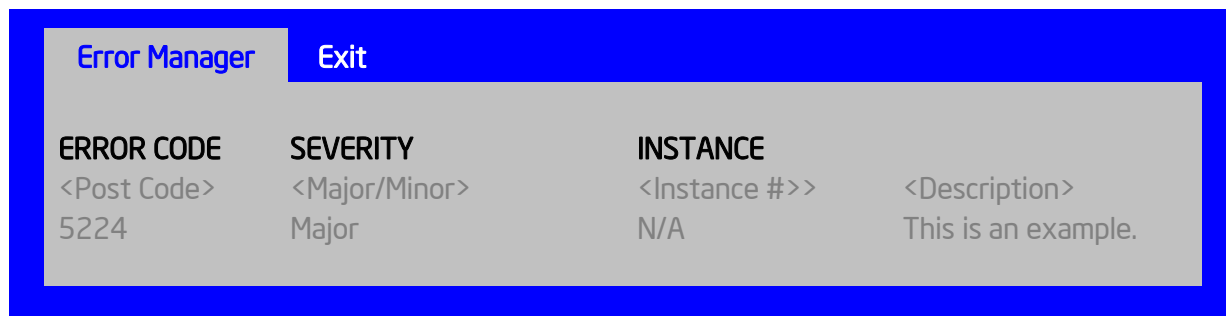 Error Manager Exit
ERROR CODE SEVERITY INSTANCE
<Post Code> <Major/Minor> <Instance #>> <Description>
5224 Major N/A This is an example.